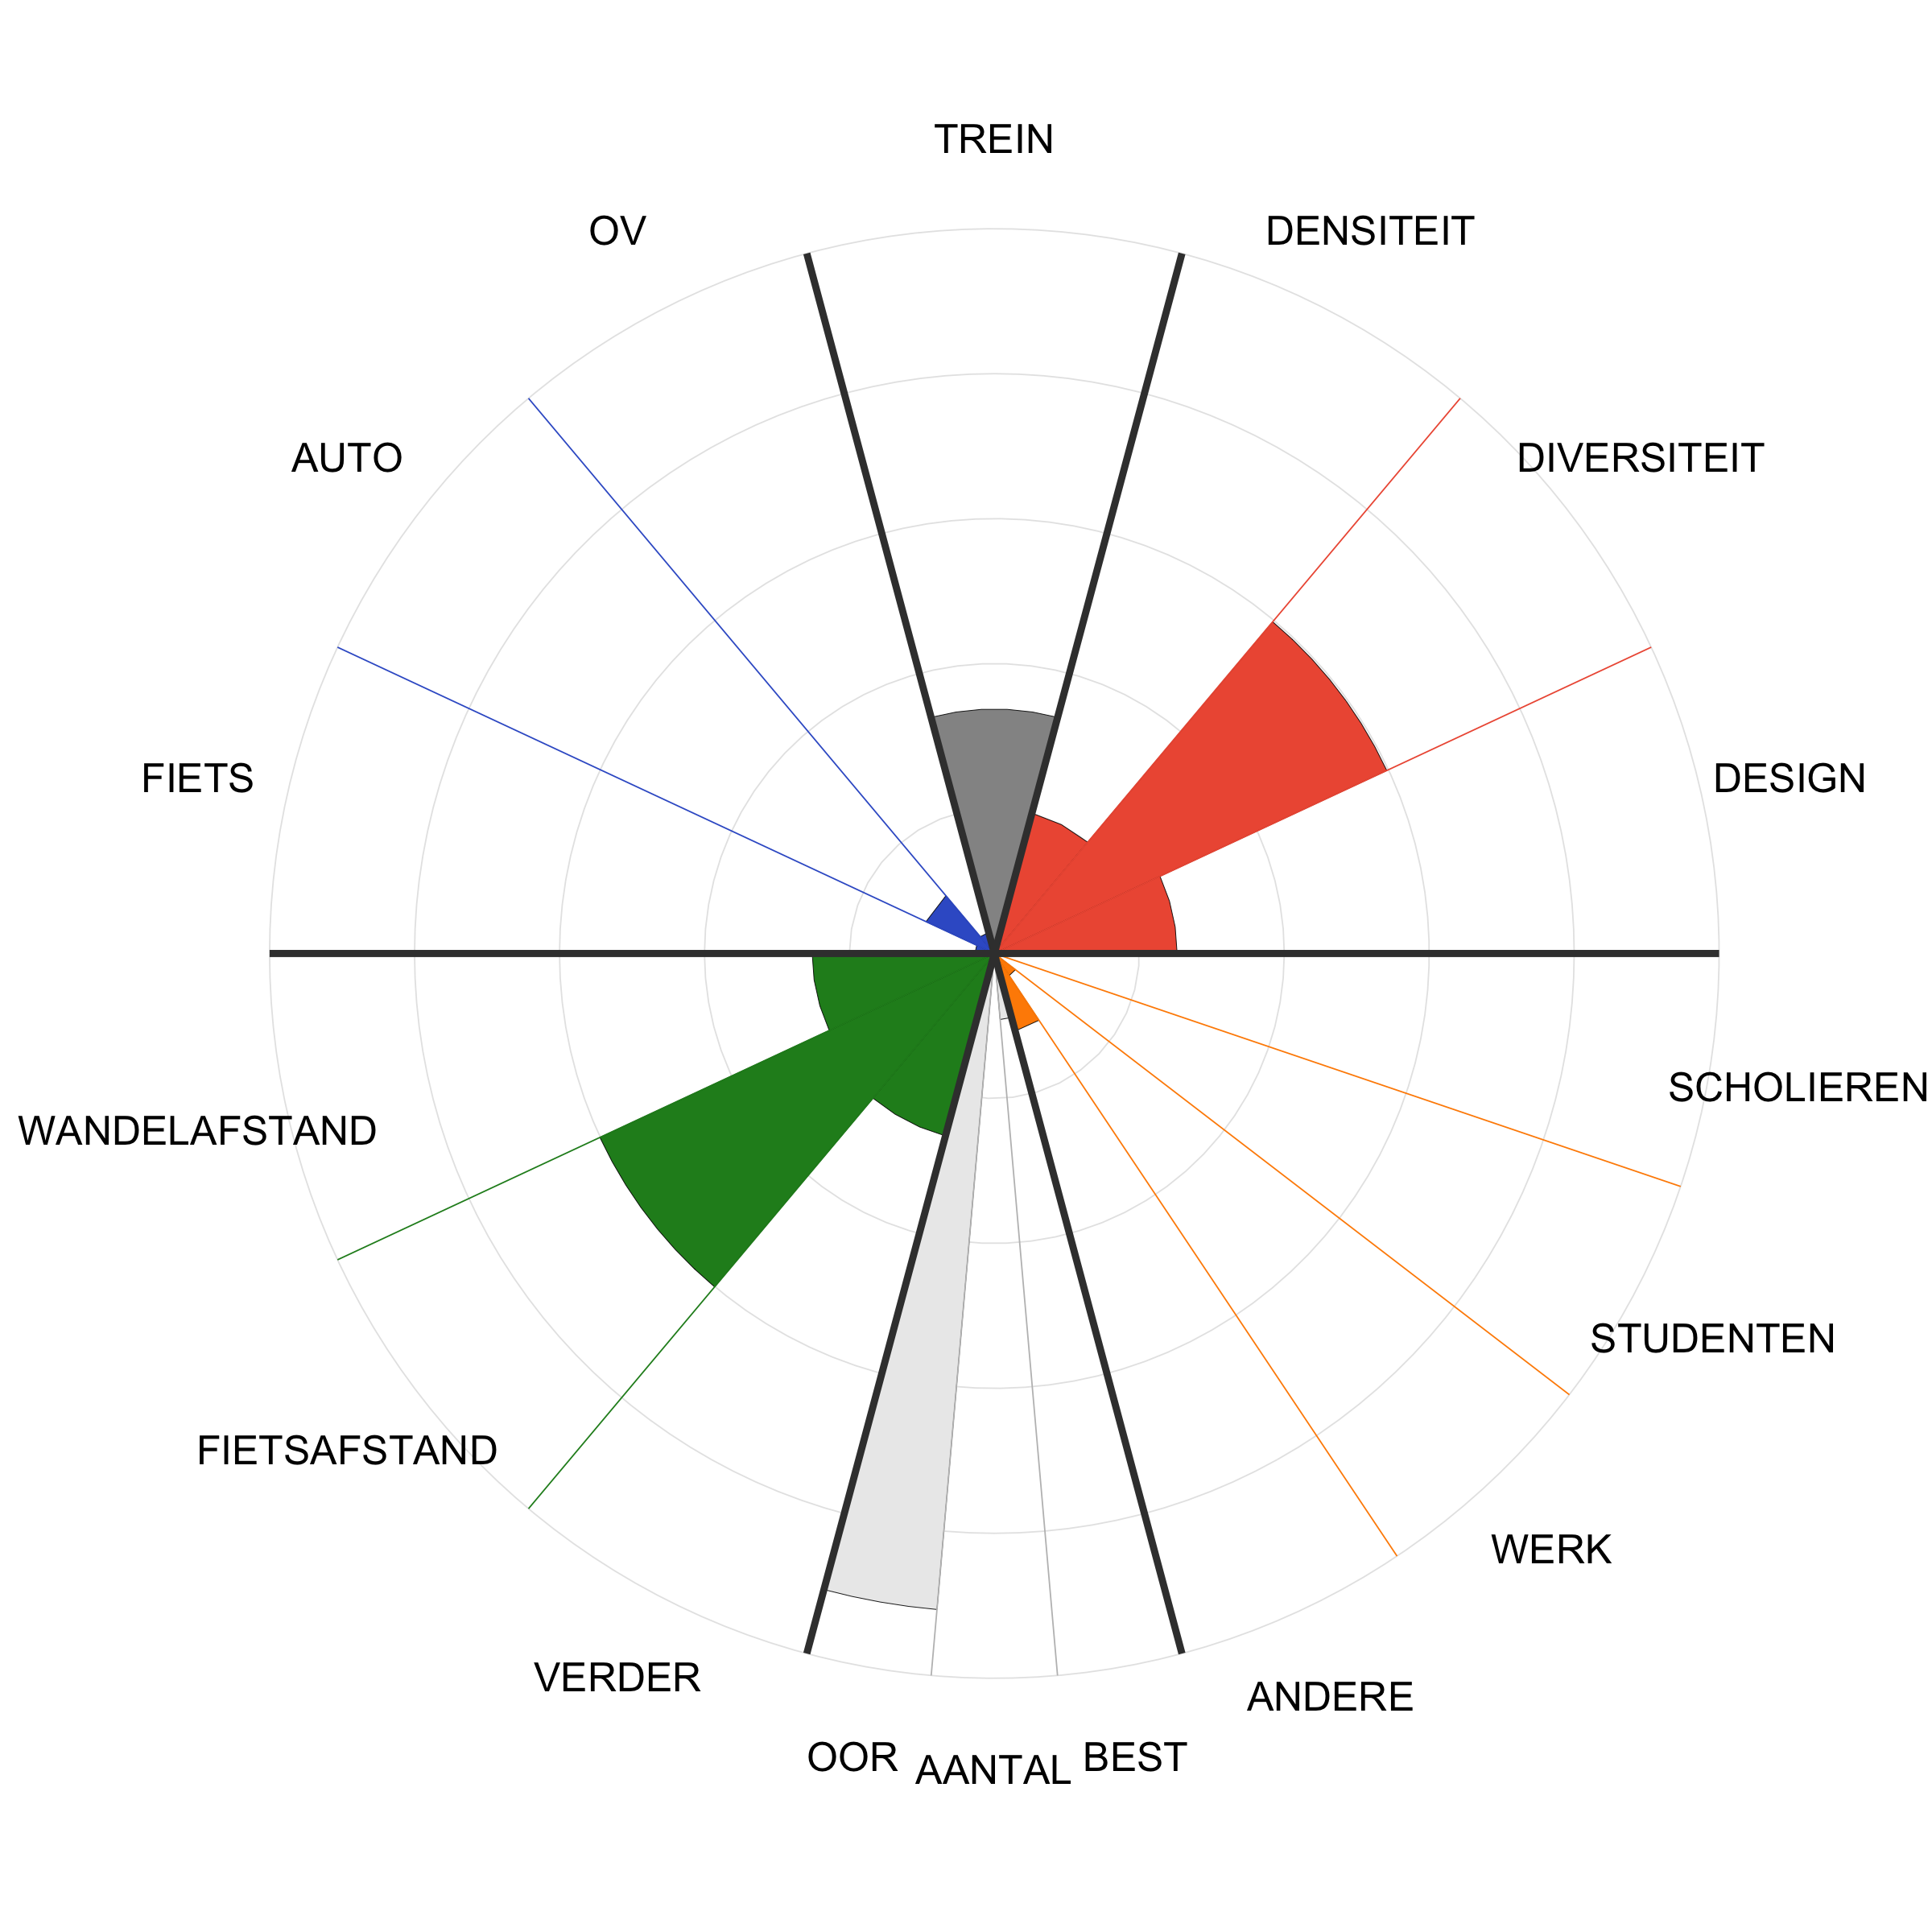 TREIN
OV
DENSITEIT
AUTO
DIVERSITEIT
FIETS
DESIGN
SCHOLIEREN
WANDELAFSTAND
STUDENTEN
FIETSAFSTAND
WERK
VERDER
ANDERE
OOR
AANTAL
BEST